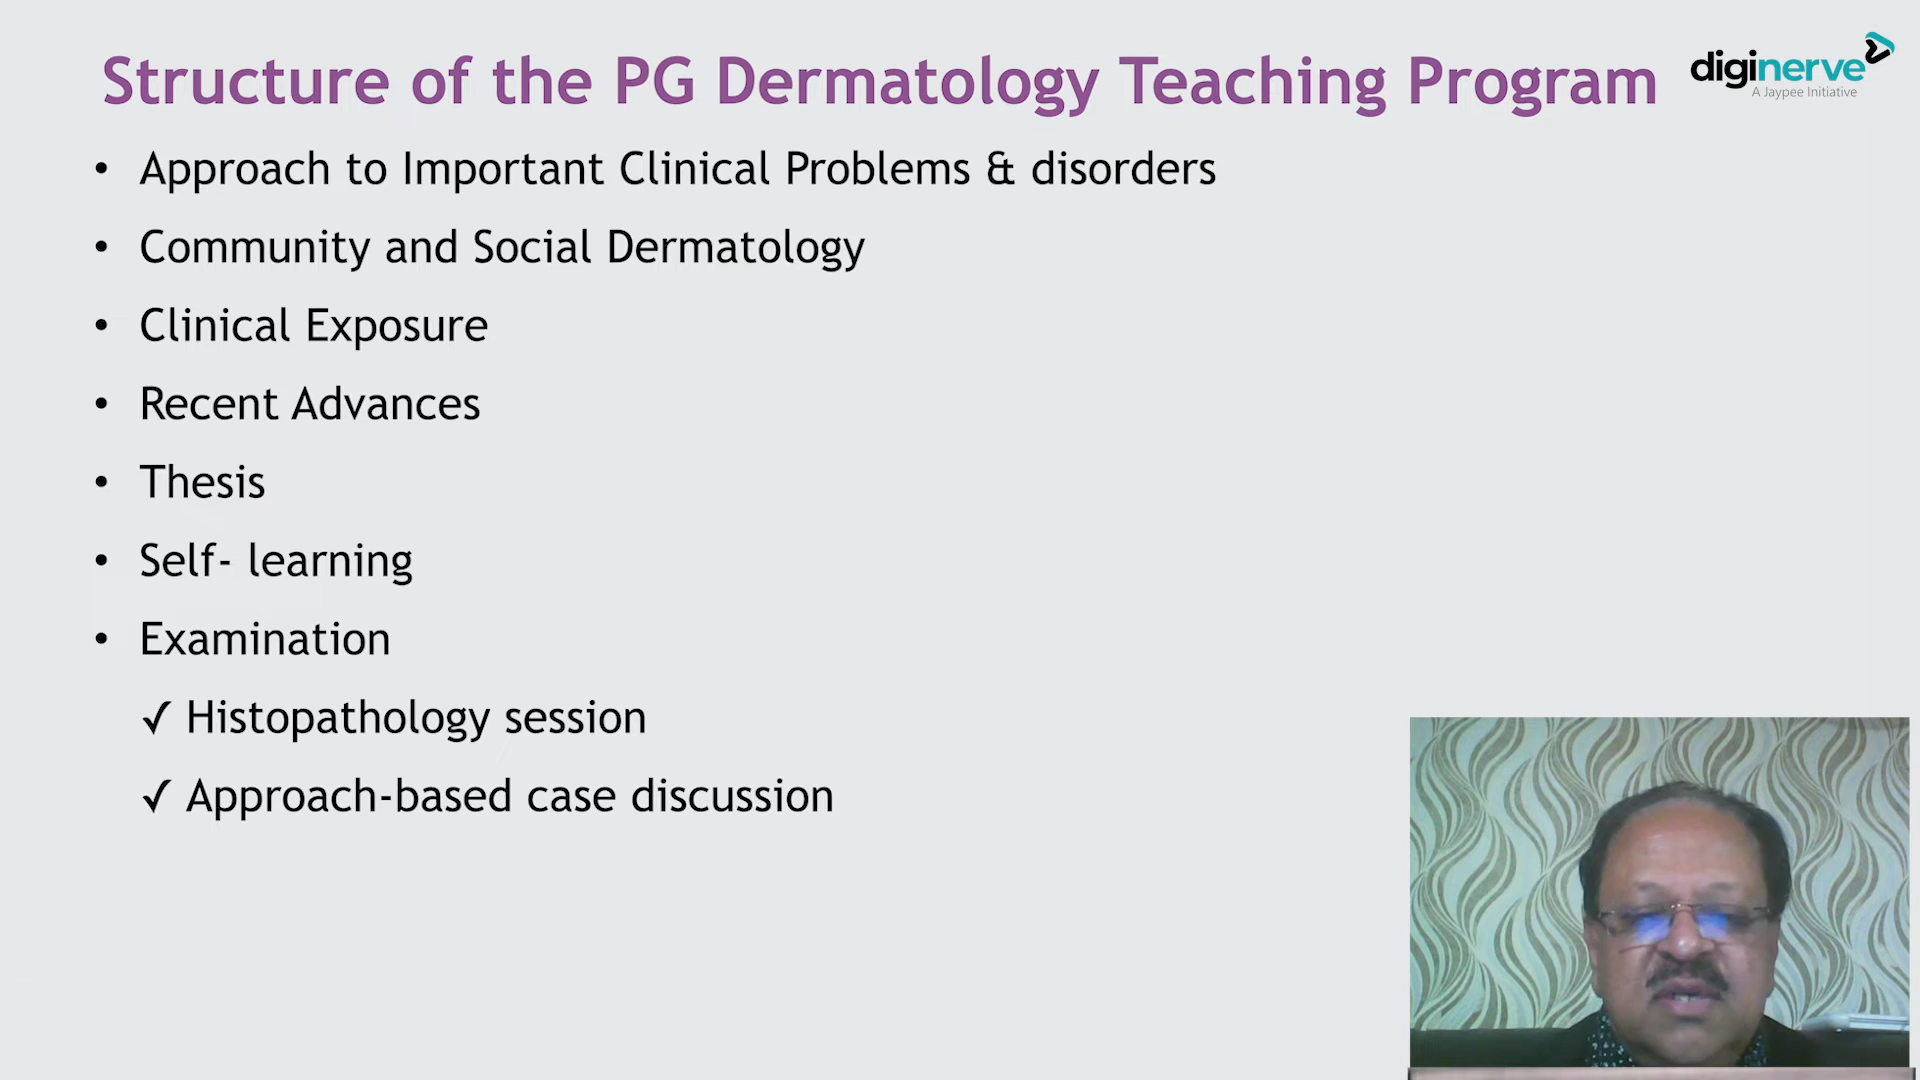 Structure of the PG Dermatology Teaching Program
diginerve
A Jaypee Initiative
• Approach to Important Clinical Problems & disorders
• Community and Social Dermatology
• Clinical Exposure
• Recent Advances
• Thesis
• Self- learning
• Examination
✓ Histopathology session
✓ Approach-based case discussion